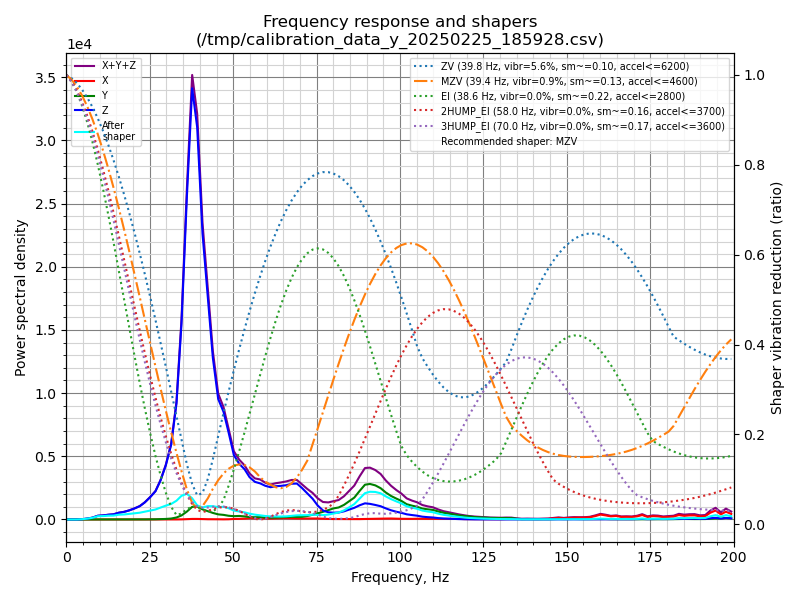 Frequency response and shapers
(/tmp/calibration_data_y_20250225_185928.csv)
1e4
X+Y+Z
X
Y
Z
After
shaper
ZV (39.8 Hz, vibr=5.6%, sm~=0.10, accel<=6200)
MZV (39.4 Hz, vibr=0.9%, sm~=0.13, accel<=4600)
EI (38.6 Hz, vibr=0.0%, sm~=0.22, accel<=2800)
2HUMP_EI (58.0 Hz, vibr=0.0%, sm~=0.16, accel<=3700)
3HUMP_EI (70.0 Hz, vibr=0.0%, sm~=0.17, accel<=3600)
Recommended shaper: MZV
Power spectral density
3.5
3.0
2.5
2.0
1.5
1.0
0.5
0.0
0
25
50
75
100
125
150
175
200
Frequency, Hz
1.0
0.8
0.6
0.4
0.2
0.0
Shaper vibration reduction (ratio)